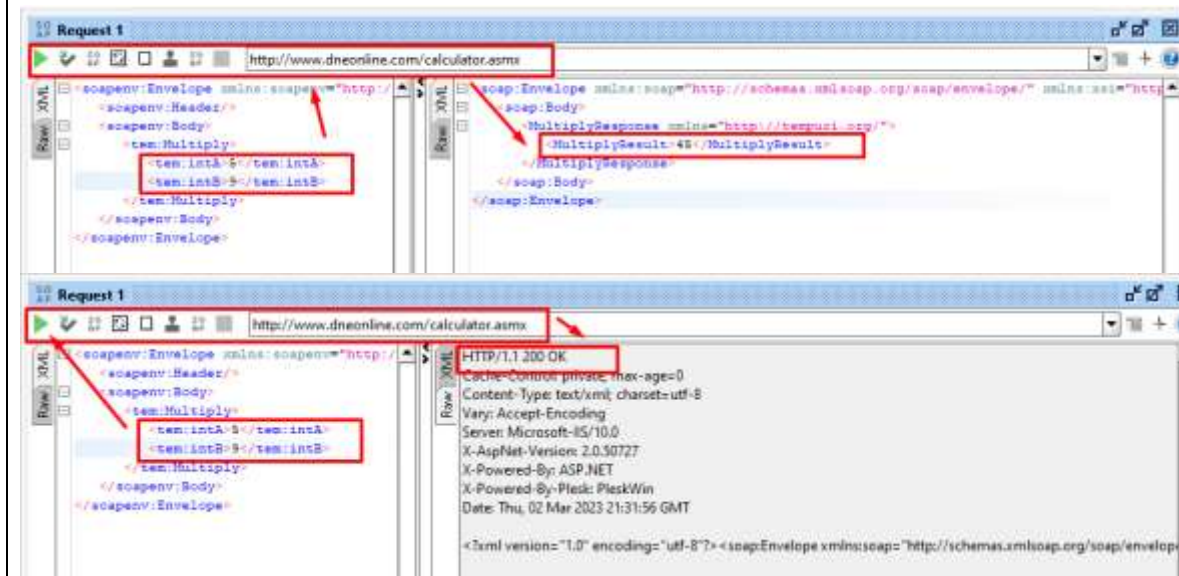 Request 1
http://www.dneonline.com/calculator.asmx
XML
Raw
<soapenv:Envelope xmlns:soapenv="http:/
<soapenv:Header/>
<soapenv:Body>
<tem:Multiply>
<tem:intA>5</tem:intA>
<tem:intB>9</tem:intB>
</tem:Multiply>
</soapenv:Body>
</soapenv:Envelope>
XML
Raw
<soap:Envelope xmlns:soap="http://schemas.xmlsoap.org/soap/envelope/" xmlns:xsi="http
<soap:Body>
<MultiplyResponse xmlns="http://tempuri.org/">
<MultiplyResult>45</MultiplyResult>
</MultiplyResponse>
</soap:Body>
</soap:Envelope>
Request 1
http://www.dneonline.com/calculator.asmx
XML
Raw
<soapenv:Envelope xmlns:soapenv="http:/
<soapenv:Header/>
<soapenv:Body>
<tem:Multiply>
<tem:intA>5</tem:intA>
<tem:intB>9</tem:intB>
</tem:Multiply>
</soapenv:Body>
</soapenv:Envelope>
XML
Raw
HTTP/1.1 200 OK
Cache-Control: private, max-age=0
Content-Type: text/xml; charset=utf-8
Vary: Accept-Encoding
Server: Microsoft-IIS/10.0
X-AspNet-Version: 2.0.50727
X-Powered-By: ASP.NET
X-Powered-By-Plesk: PleskWin
Date: Thu, 02 Mar 2023 21:31:56 GMT
<?xml version="1.0" encoding="utf-8"?><soap:Envelope xmlns:soap="http://schemas.xmlsoap.org/soap/envelop